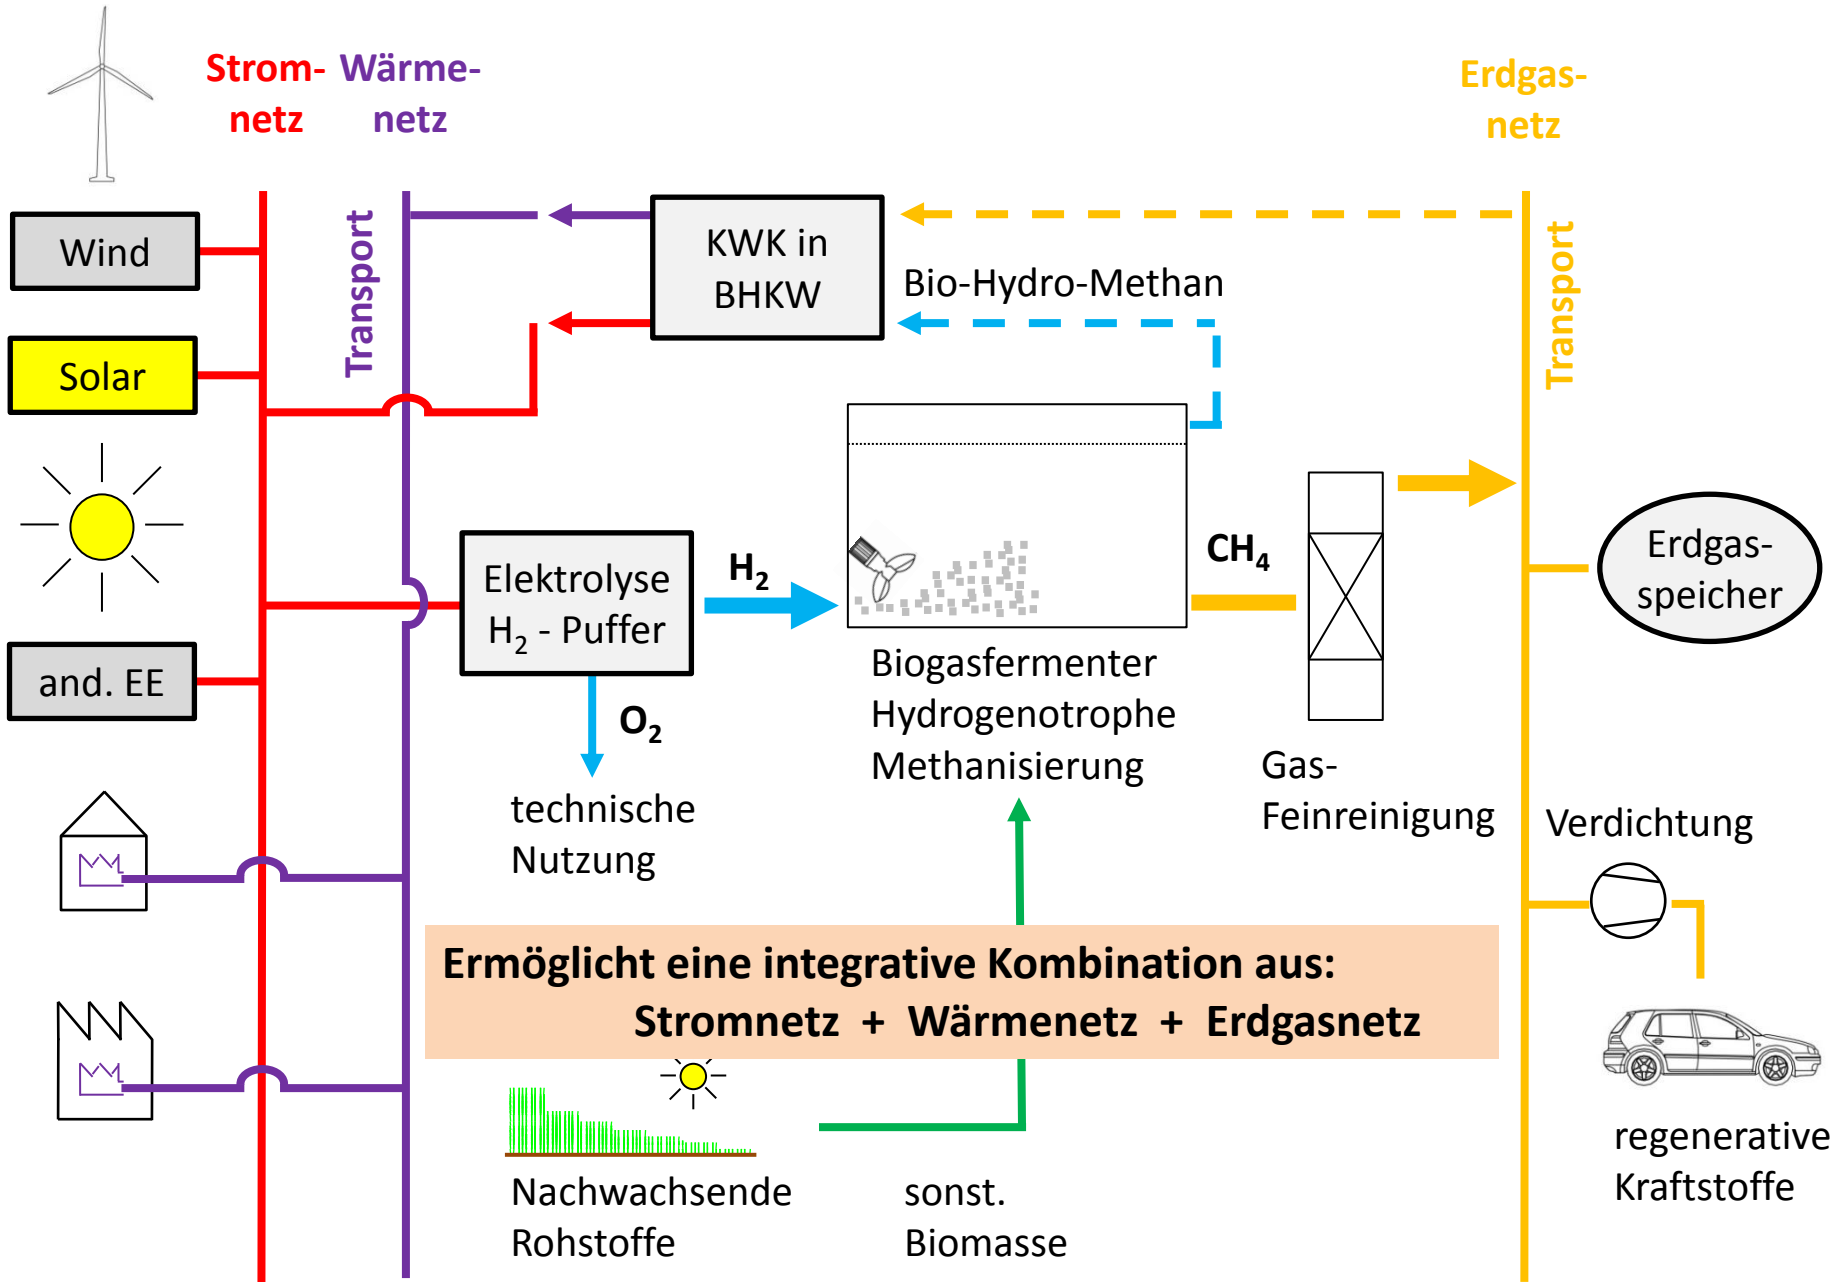 Strom-
netz
Wärme-
netz
Erdgas-
netz
Transport
Transport
Wind
Solar
and. EE
KWK in
BHKW
Bio-Hydro-Methan
Elektrolyse
H₂ - Puffer
H₂
O₂
technische
Nutzung
CH₄
Biogasfermenter
Hydrogenotrophe
Methanisierung
Gas-
Feinreinigung
Erdgas-
speicher
Verdichtung
Ermöglicht eine integrative Kombination aus:
Stromnetz + Wärmenetz + Erdgasnetz
Nachwachsende
Rohstoffe
sonst.
Biomasse
regenerative
Kraftstoffe